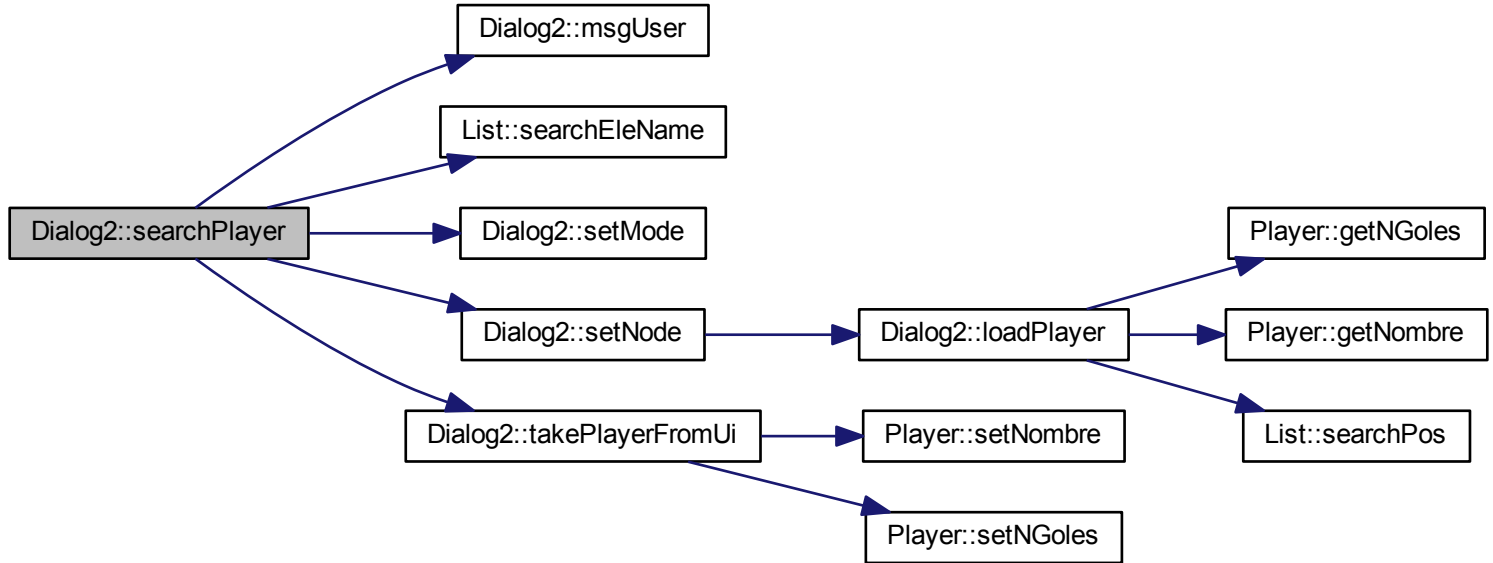 Dialog2::msgUser
List::searchEleName
Dialog2::searchPlayer
Dialog2::setMode
Player::getNGoles
Dialog2::setNode
Dialog2::loadPlayer
Player::getNombre
Dialog2::takePlayerFromUi
Player::setNombre
List::searchPos
Player::setNGoles